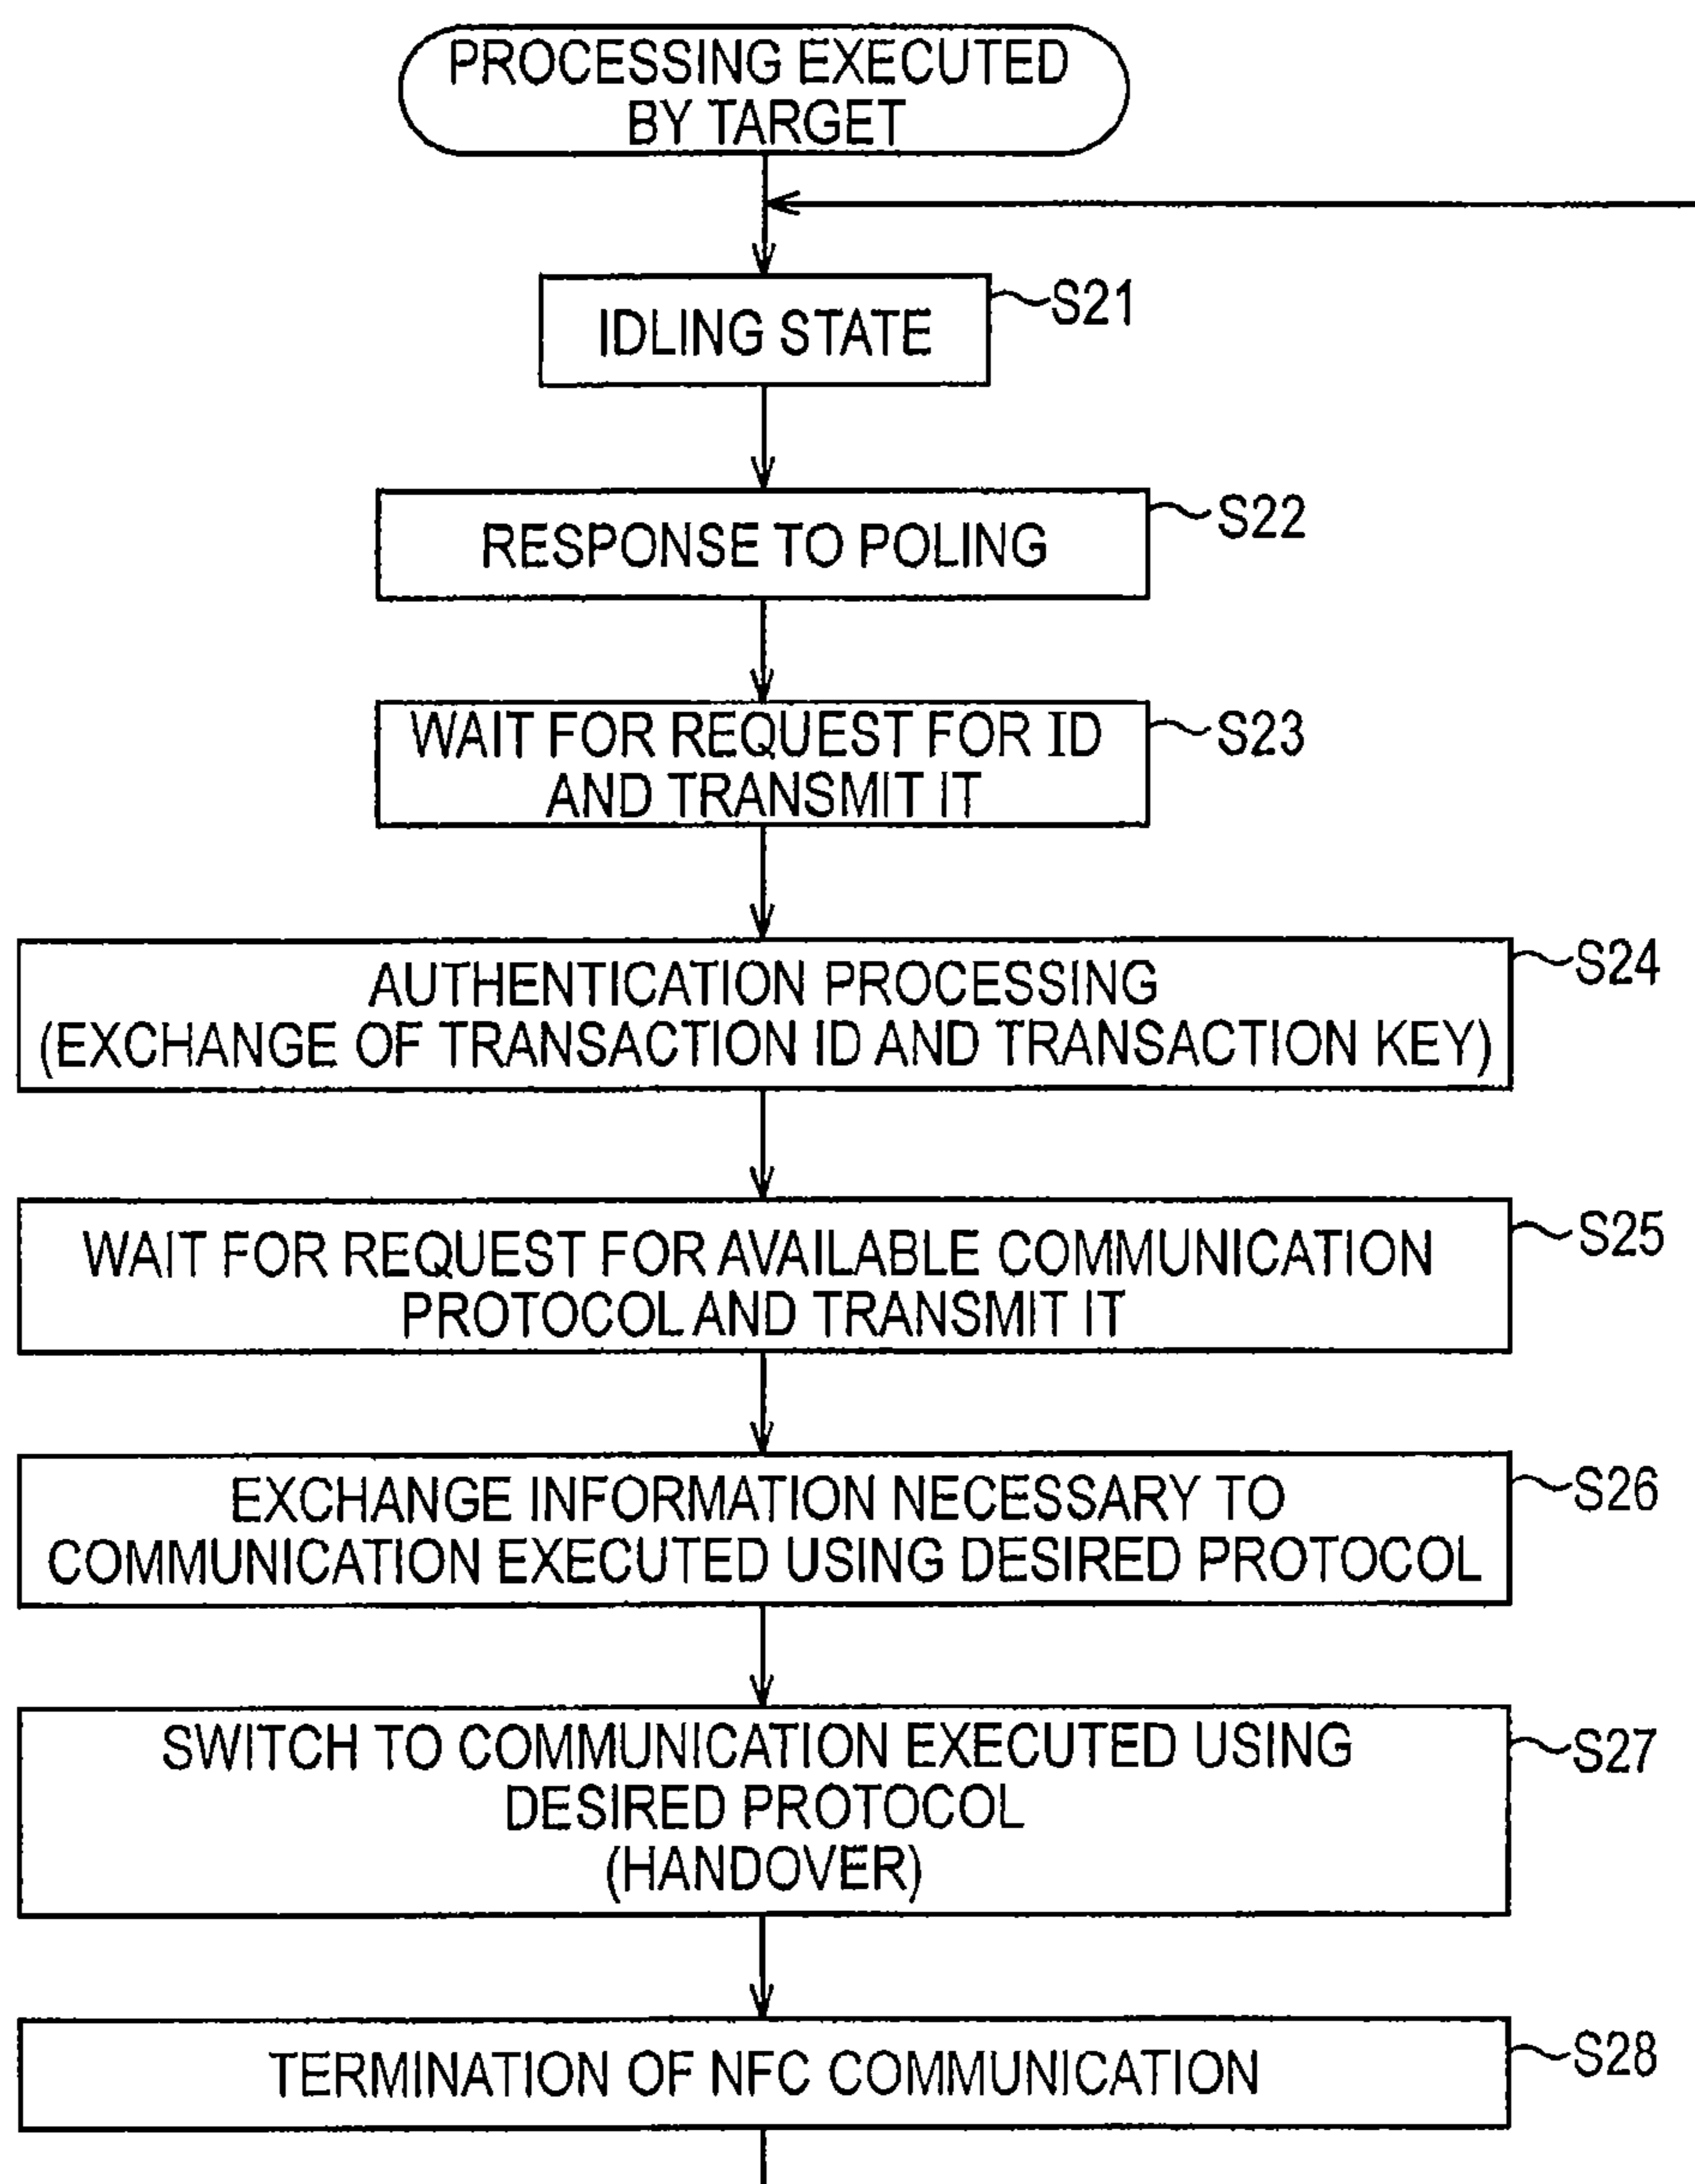 PROCESSING EXECUTED
BY TARGET
IDLING STATE
S21
RESPONSE TO POLING
S22
WAIT FOR REQUEST FOR ID
AND TRANSMIT IT
S23
AUTHENTICATION PROCESSING
(EXCHANGE OF TRANSACTION ID AND TRANSACTION KEY)
S24
WAIT FOR REQUEST FOR AVAILABLE COMMUNICATION
PROTOCOL AND TRANSMIT IT
S25
EXCHANGE INFORMATION NECESSARY TO
COMMUNICATION EXECUTED USING DESIRED PROTOCOL
S26
SWITCH TO COMMUNICATION EXECUTED USING
DESIRED PROTOCOL
(HANDOVER)
S27
TERMINATION OF NFC COMMUNICATION
S28